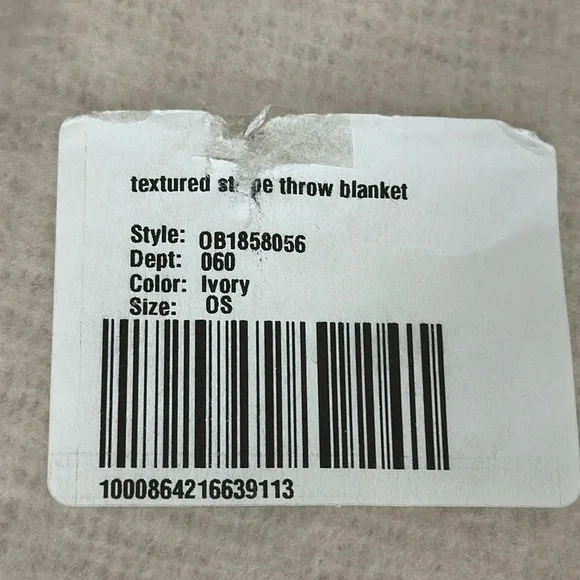 textured throw blanket
Style: OB1858056
Dept: 060
Color: Ivory
Size: OS
1000864216639113